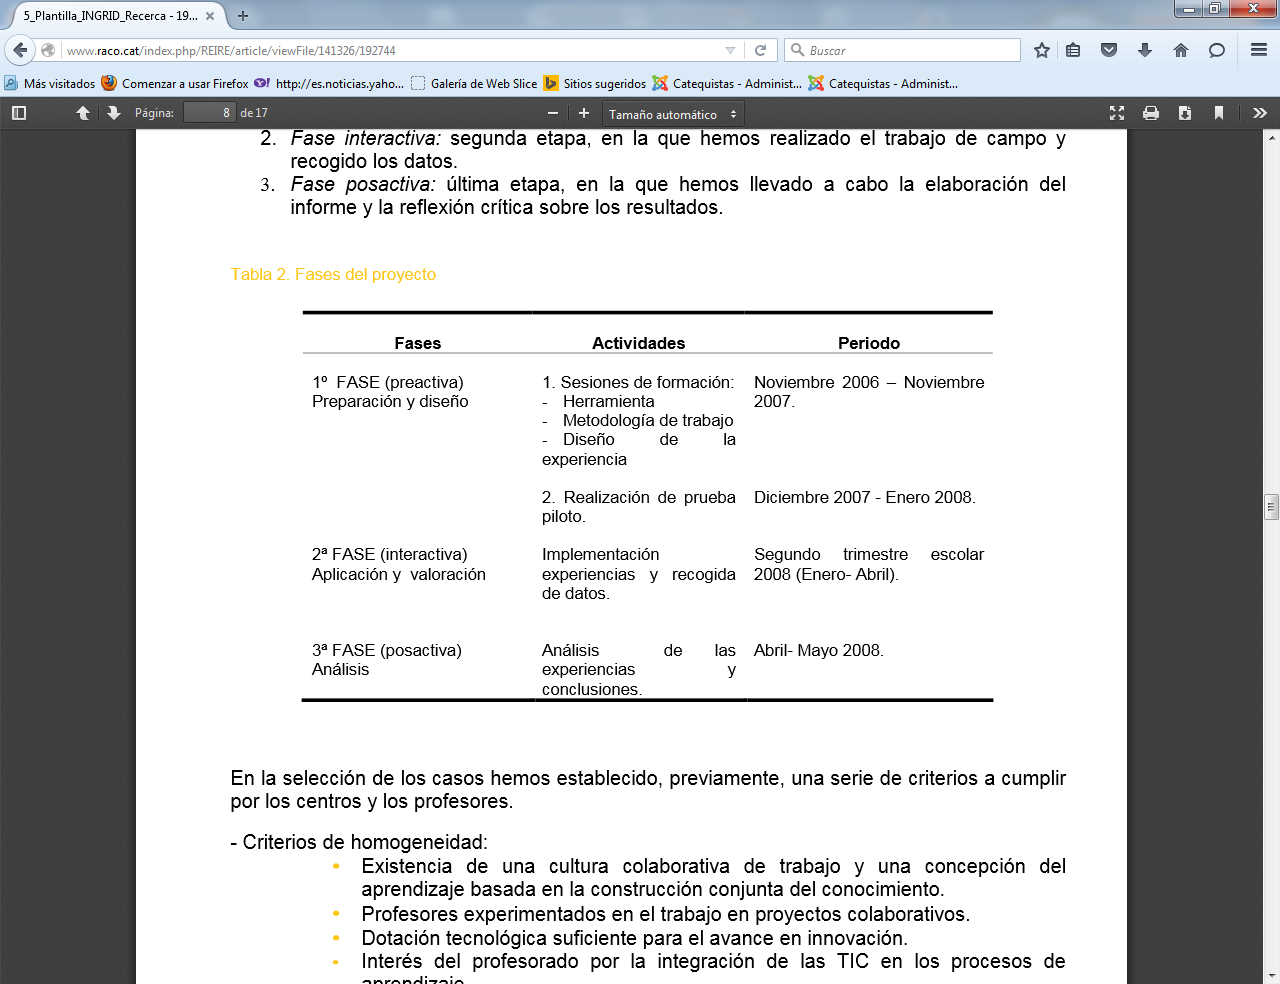 5_Plantilla_INGRID_Recerca - 19...
www.raco.cat/index.php/REIRE/article/viewFile/141326/192744
Buscar
Más visitados Comenzar a usar Firefox http://es.noticias.yaho... Galería de Web Slice Sitios sugeridos Catequistas - Administ... Catequistas - Administ...
Página: 8 de 17 Tamaño automático
2. Fase interactiva: segunda etapa, en la que hemos realizado el trabajo de campo y
recogido los datos.
3. Fase posactiva: última etapa, en la que hemos llevado a cabo la elaboración del
informe y la reflexión crítica sobre los resultados.
Tabla 2. Fases del proyecto
Fases Actividades Periodo
1º FASE (preactiva) 1. Sesiones de formación: Noviembre 2006 – Noviembre
Preparación y diseño - Herramienta 2007.
- Metodología de trabajo
- Diseño de la
experiencia
2. Realización de prueba Diciembre 2007 - Enero 2008.
piloto.
2ª FASE (interactiva) Implementación Segundo trimestre escolar
Aplicación y valoración experiencias y recogida 2008 (Enero- Abril).
de datos.
3ª FASE (posactiva) Análisis de las Abril- Mayo 2008.
Análisis experiencias y
conclusiones.
En la selección de los casos hemos establecido, previamente, una serie de criterios a cumplir
por los centros y los profesores.
- Criterios de homogeneidad:
• Existencia de una cultura colaborativa de trabajo y una concepción del
aprendizaje basada en la construcción conjunta del conocimiento.
• Profesores experimentados en el trabajo en proyectos colaborativos.
• Dotación tecnológica suficiente para el avance en innovación.
• Interés del profesorado por la integración de las TIC en los procesos de
aprendizaje